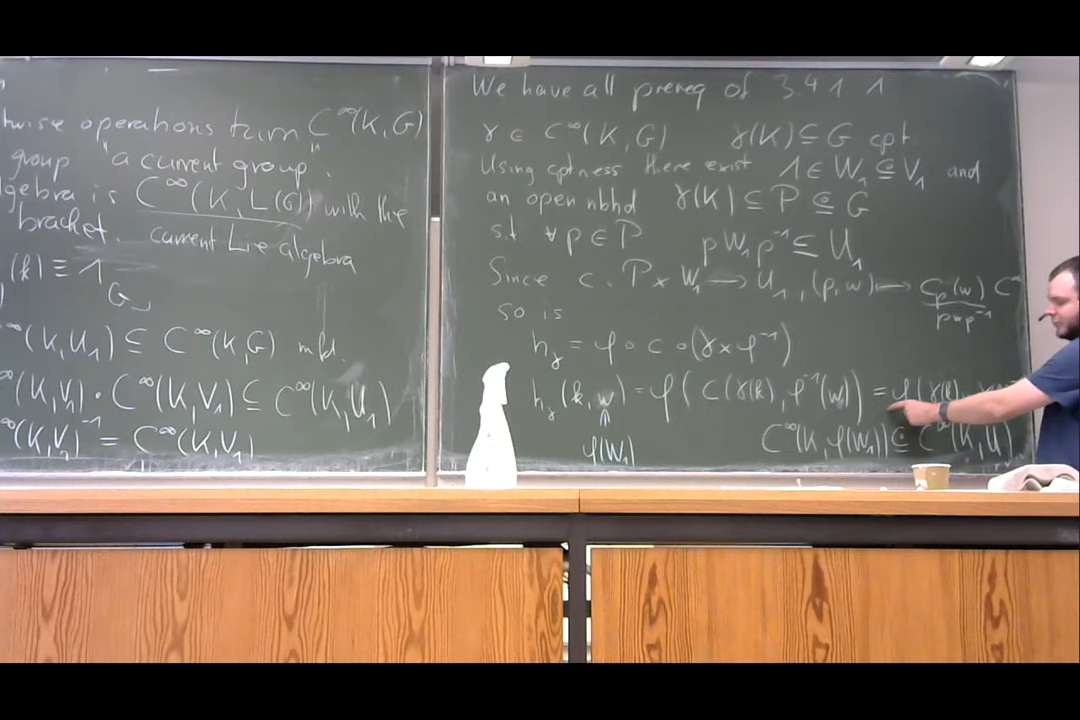 twise operations turn C^∞(K,G)
group "a current group".
gebra is C^∞(K,L(G)) with the
bracket. current Lie algebra
(k) ≡ 1_G
^∞(K,U_1) ⊆ C^∞(K,G) mfd.
^∞(K,V_1) · C^∞(K,V_1) ⊆ C^∞(K,U_1)
^∞(K,V_1)^{-1} = C^∞(K,V_1)
We have all prereq of 3.4 1 1
γ ∈ C^∞(K,G) γ(K) ⊆ G cpt
Using cptness there exist 1 ∈ W_1 ⊆ V_1 and
an open nbhd γ(K) ⊆ P ⊆ G
s.t ∀ p ∈ P p W_1 p^{-1} ⊆ U_1
Since c: P × W_1 → U_1, (p,w) ↦ c_p(w) C^∞
pwp^{-1}
so is
h_γ = φ ∘ c ∘ (γ × φ^{-1})
h_γ(k,w) = φ( c(γ(k), φ^{-1}(w)) = φ(γ(k)
φ(W_1)
C^∞(K,φ(W_1)) ⊆ C^∞(K,U)